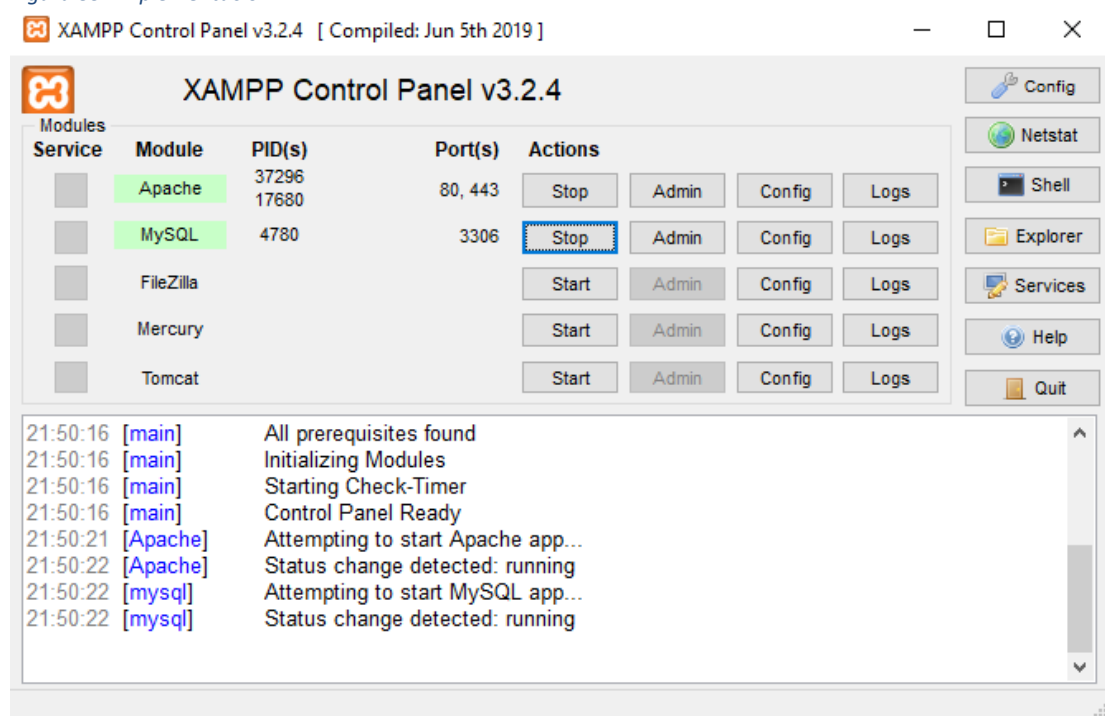 XAMPP Control Panel v3.2.4 [ Compiled: Jun 5th 2019 ]
XAMPP Control Panel v3.2.4
Config
Modules
Netstat
Service Module PID(s) Port(s) Actions
Apache 37296 17680 80, 443 Stop Admin Config Logs
Shell
MySQL 4780 3306 Stop Admin Config Logs
Explorer
FileZilla Start Admin Config Logs
Services
Mercury Start Admin Config Logs
Help
Tomcat Start Admin Config Logs
Quit
21:50:16 [main] All prerequisites found
21:50:16 [main] Initializing Modules
21:50:16 [main] Starting Check-Timer
21:50:16 [main] Control Panel Ready
21:50:21 [Apache] Attempting to start Apache app...
21:50:22 [Apache] Status change detected: running
21:50:22 [mysql] Attempting to start MySQL app...
21:50:22 [mysql] Status change detected: running